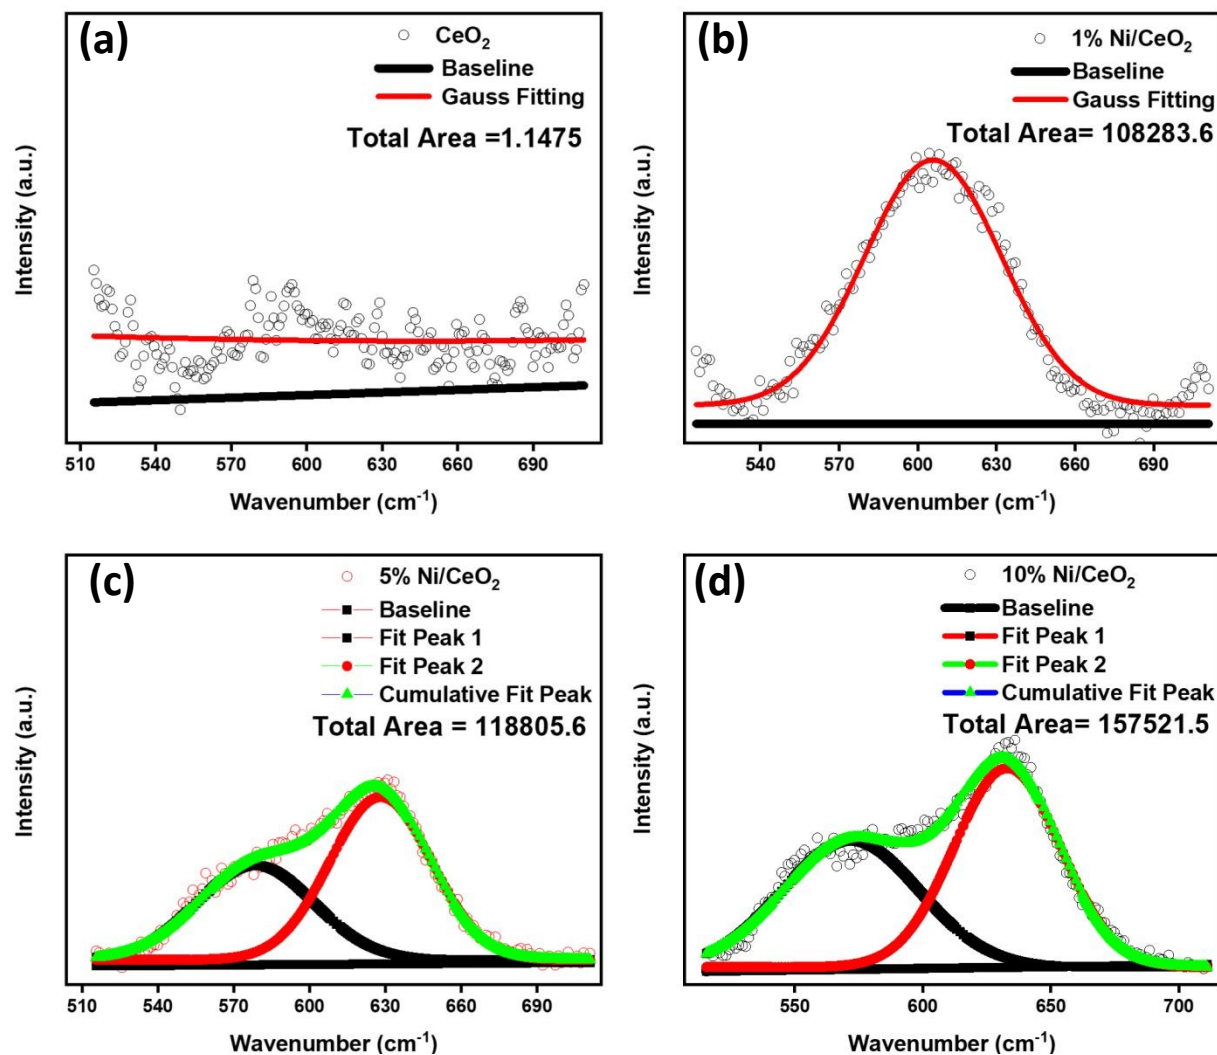 (a)
CeO₂
Baseline
Gauss Fitting
Total Area =1.1475
Intensity (a.u.)
510 540 570 600 630 660 690
Wavenumber (cm⁻¹)
(b)
1% Ni/CeO₂
Baseline
Gauss Fitting
Total Area= 108283.6
Intensity (a.u.)
540 570 600 630 660 690
Wavenumber (cm⁻¹)
(c)
5% Ni/CeO₂
Baseline
Fit Peak 1
Fit Peak 2
Cumulative Fit Peak
Total Area = 118805.6
Intensity (a.u.)
510 540 570 600 630 660 690
Wavenumber (cm⁻¹)
(d)
10% Ni/CeO₂
Baseline
Fit Peak 1
Fit Peak 2
Cumulative Fit Peak
Total Area= 157521.5
Intensity (a.u.)
550 600 650 700
Wavenumber (cm⁻¹)